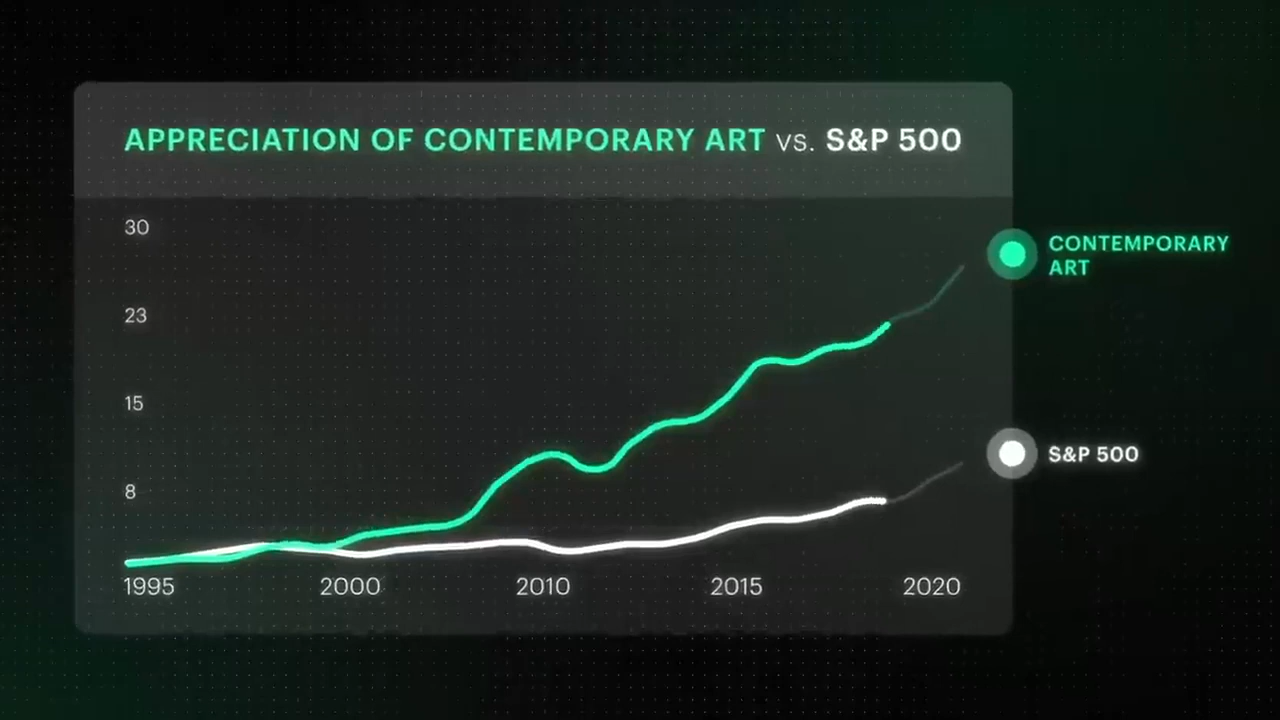 APPRECIATION OF CONTEMPORARY ART vs. S&P 500
30
CONTEMPORARY
ART
23
15
S&P 500
8
1995 2000 2010 2015 2020